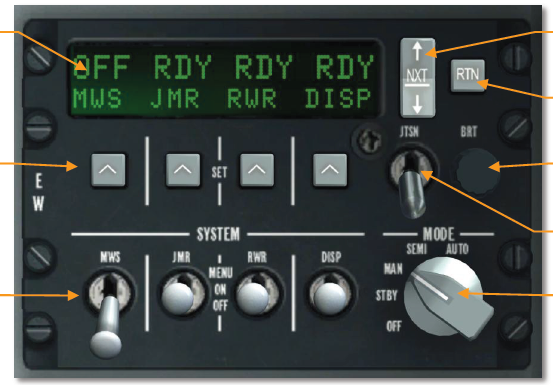 OFF RDY RDY RDY
MWS JMR RWR DISP
NXT
RTN
JTSN
BRT
SET
E
W
SYSTEM
MODE
MWS
JMR
RWR
DISP
MENU
ON
OFF
SEMI
AUTO
MAN
STBY
OFF